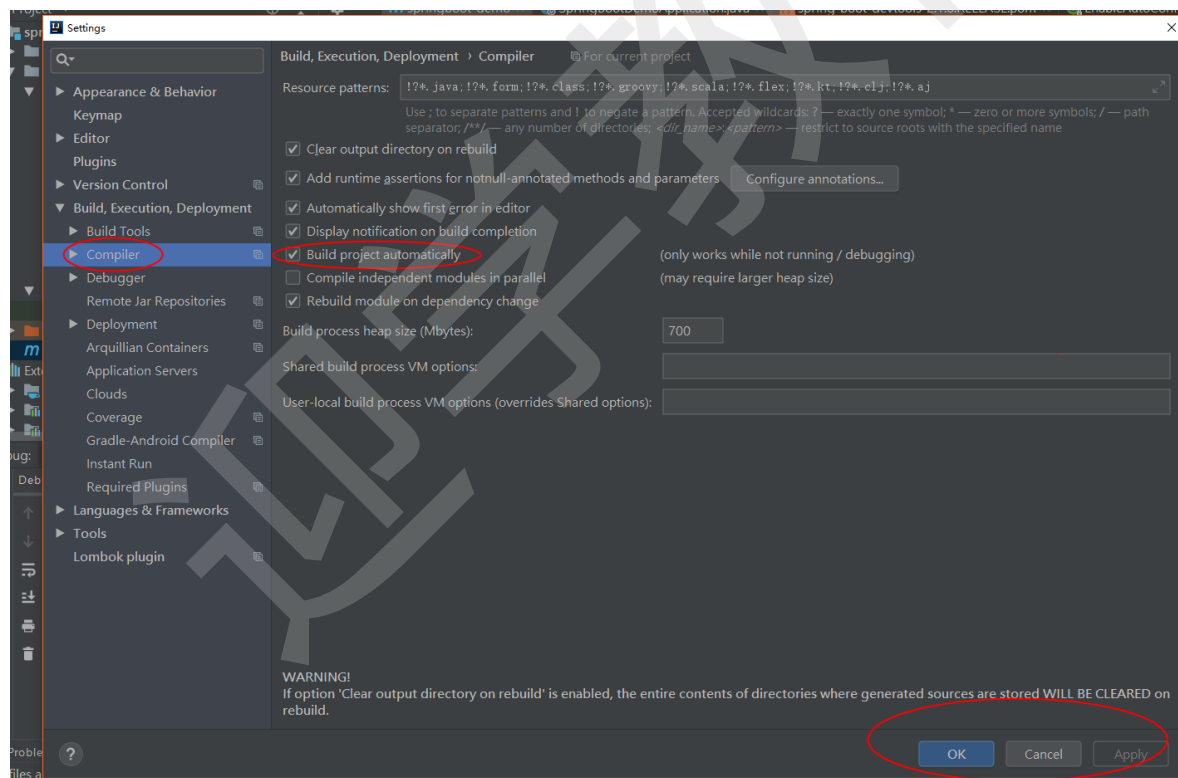 Settings
Build, Execution, Deployment › Compiler For current project
Appearance & Behavior
Keymap
Editor
Plugins
Version Control
Build, Execution, Deployment
Build Tools
Compiler
Debugger
Remote Jar Repositories
Deployment
Arquillian Containers
Application Servers
Clouds
Coverage
Gradle-Android Compiler
Instant Run
Required Plugins
Languages & Frameworks
Tools
Lombok plugin
Resource patterns: !?*.java;!?*.form;!?*.class;!?*.groovy;!?*.scala;!?*.flex;!?*.kt;!?*.clj;!?*.aj
Use ; to separate patterns and ! to negate a pattern. Accepted wildcards: ? — exactly one symbol; * — zero or more symbols; / — path
separator; /**/ — any number of directories; <dir_name>:<pattern> — restrict to source roots with the specified name
Clear output directory on rebuild
Add runtime assertions for notnull-annotated methods and parameters Configure annotations...
Automatically show first error in editor
Display notification on build completion
Build project automatically (only works while not running / debugging)
Compile independent modules in parallel (may require larger heap size)
Rebuild module on dependency change
Build process heap size (Mbytes): 700
Shared build process VM options:
User-local build process VM options (overrides Shared options):
WARNING!
If option 'Clear output directory on rebuild' is enabled, the entire contents of directories where generated sources are stored WILL BE CLEARED on
rebuild.
? OK Cancel Apply